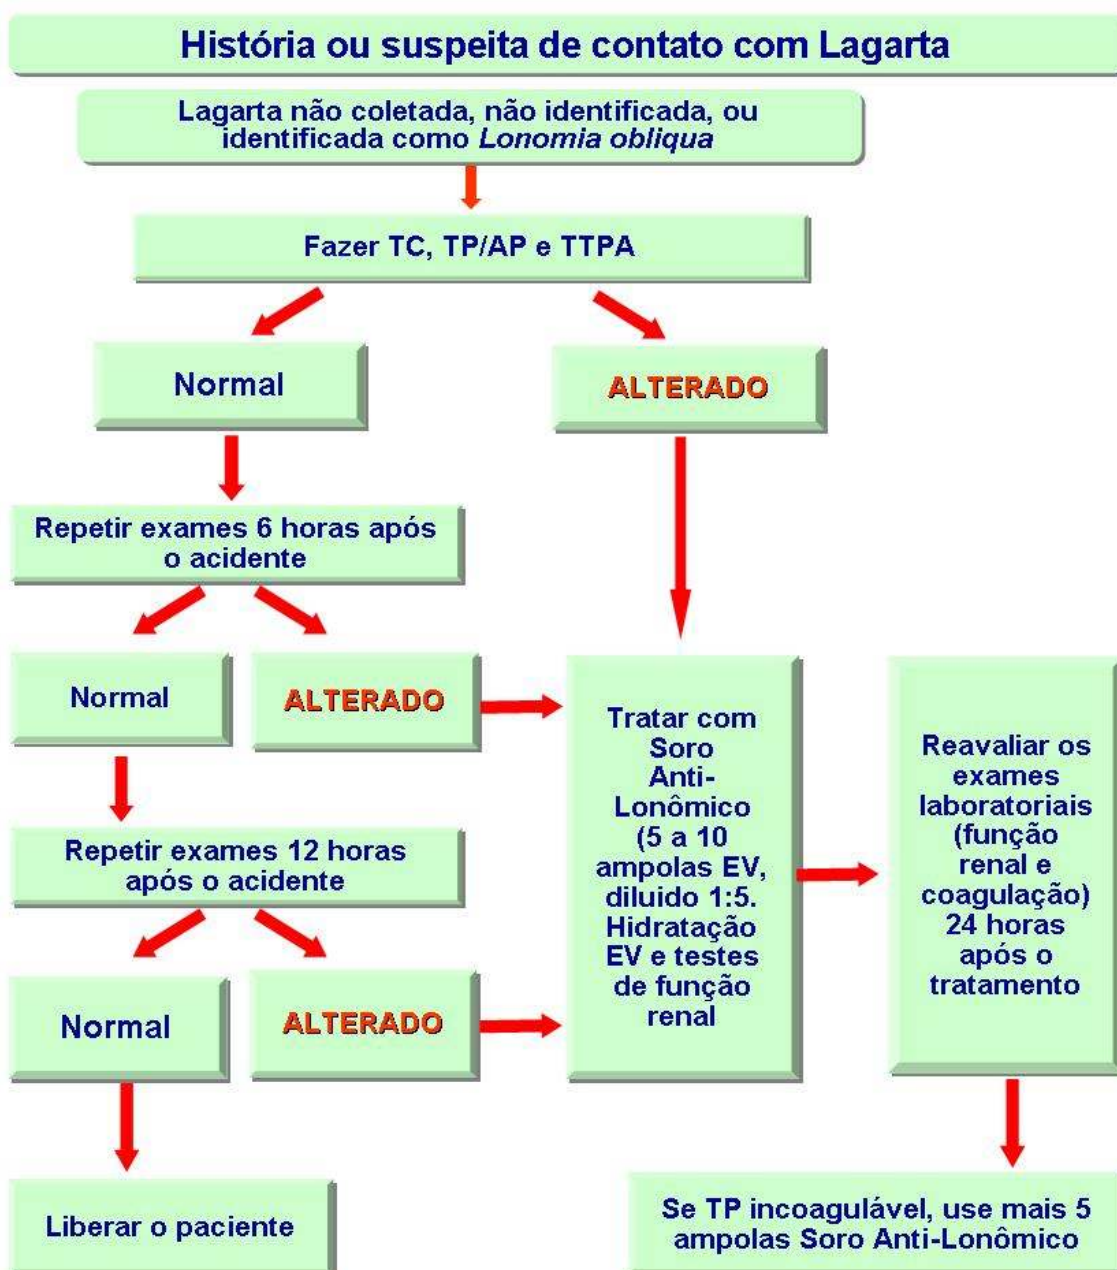 História ou suspeita de contato com Lagarta
Lagarta não coletada, não identificada, ou
identificada como Lonomia obliqua
Fazer TC, TP/AP e TTPA
Normal
ALTERADO
Repetir exames 6 horas após
o acidente
Normal
ALTERADO
Repetir exames 12 horas
após o acidente
Normal
ALTERADO
Tratar com
Soro
Anti-
Lonômico
(5 a 10
ampolas EV,
diluido 1:5.
Hidratação
EV e testes
de função
renal
Reavaliar os
exames
laboratoriais
(função
renal e
coagulação)
24 horas
após o
tratamento
Liberar o paciente
Se TP incoagulável, use mais 5
ampolas Soro Anti-Lonômico